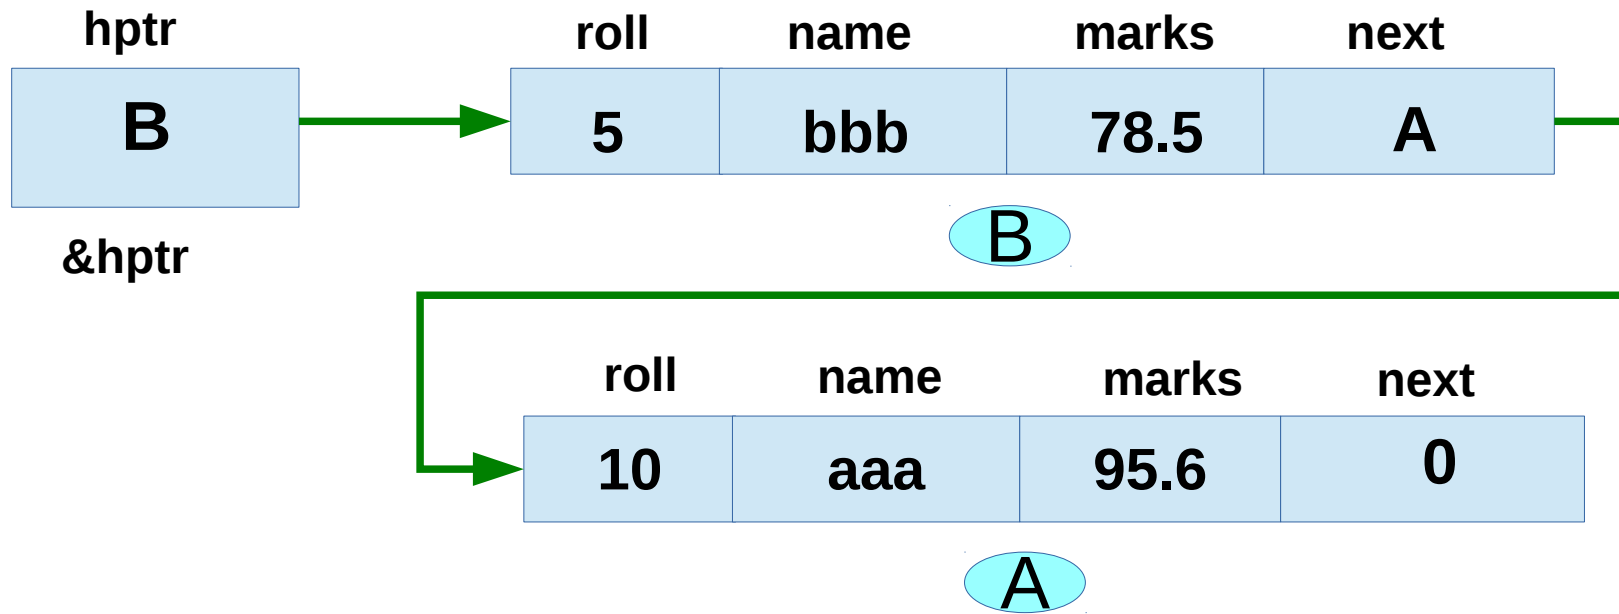 hptr roll name marks next
B 5 bbb 78.5 A
B
&hptr
roll name marks next
10 aaa 95.6 0
A